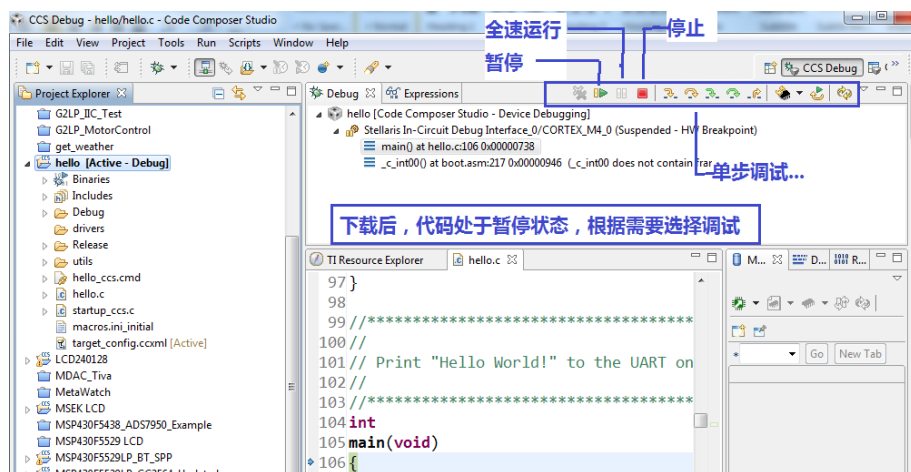 CCS Debug - hello/hello.c - Code Composer Studio
File Edit View Project Tools Run Scripts Window Help
全速运行
停止
暂停
CCS Debug
Project Explorer
G2LP_IIC_Test
G2LP_MotorControl
get_weather
hello [Active - Debug]
Binaries
Includes
Debug
drivers
Release
utils
hello_ccs.cmd
hello.c
startup_ccs.c
macros.ini_initial
target_config.ccxml [Active]
LCD240128
MDAC_Tiva
MetaWatch
MSEK LCD
MSP430F5438_ADS7950_Example
MSP430F5529 LCD
MSP430F5529LP_BT_SPP
Debug
Expressions
hello [Code Composer Studio - Device Debugging]
Stellaris In-Circuit Debug Interface_0/CORTEX_M4_0 (Suspended - HW Breakpoint)
main() at hello.c:106 0x00000738
_c_int00() at boot.asm:217 0x00000946 (_c_int00 does not contain frar
单步调试...
下载后，代码处于暂停状态，根据需要选择调试
TI Resource Explorer
hello.c
97 }
98
99 //*************************************
100 //
101 // Print "Hello World!" to the UART on
102 //
103 //*************************************
104 int
105 main(void)
106 {
M...
D...
R...
Go
New Tab